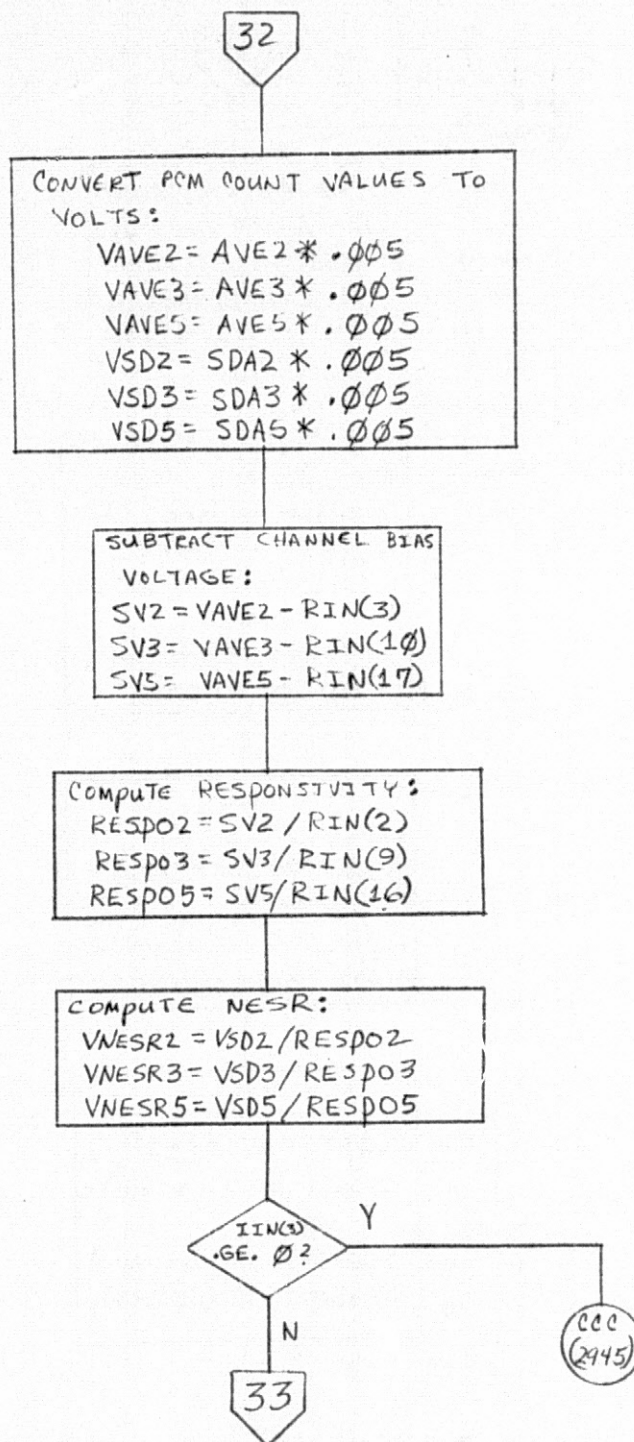 32
CONVERT PCM COUNT VALUES TO
VOLTS:
VAVE2 = AVE2 * .ØØ5
VAVE3 = AVE3 * .ØØ5
VAVE5 = AVE5 * .ØØ5
VSD2 = SDA2 * .ØØ5
VSD3 = SDA3 * .ØØ5
VSD5 = SDA5 * .ØØ5
SUBTRACT CHANNEL BIAS
VOLTAGE:
SV2 = VAVE2 - RIN(3)
SV3 = VAVE3 - RIN(1Ø)
SV5 = VAVE5 - RIN(17)
COMPUTE RESPONSTVITY:
RESPO2 = SV2 / RIN(2)
RESPO3 = SV3 / RIN(9)
RESPO5 = SV5 / RIN(16)
COMPUTE NESR:
VNESR2 = VSD2 / RESPO2
VNESR3 = VSD3 / RESPO3
VNESR5 = VSD5 / RESPO5
IIN(3)
.GE. Ø?
Y
N
CCC
(2945)
33